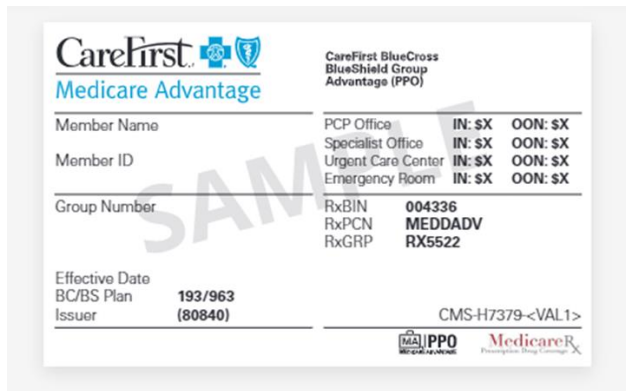 CareFirst
Medicare Advantage
CareFirst BlueCross
BlueShield Group
Advantage (PPO)
SAMPLE
Member Name
Member ID
PCP Office IN: $X OON: $X
Specialist Office IN: $X OON: $X
Urgent Care Center IN: $X OON: $X
Emergency Room IN: $X OON: $X
Group Number
RxBIN 004336
RxPCN MEDDADV
RxGRP RX5522
Effective Date
BC/BS Plan 193/963
Issuer (80840)
CMS-H7379-<VAL1>
MA PPO
MEDICARE ADVANTAGE
MedicareRx
Prescription Drug Coverage